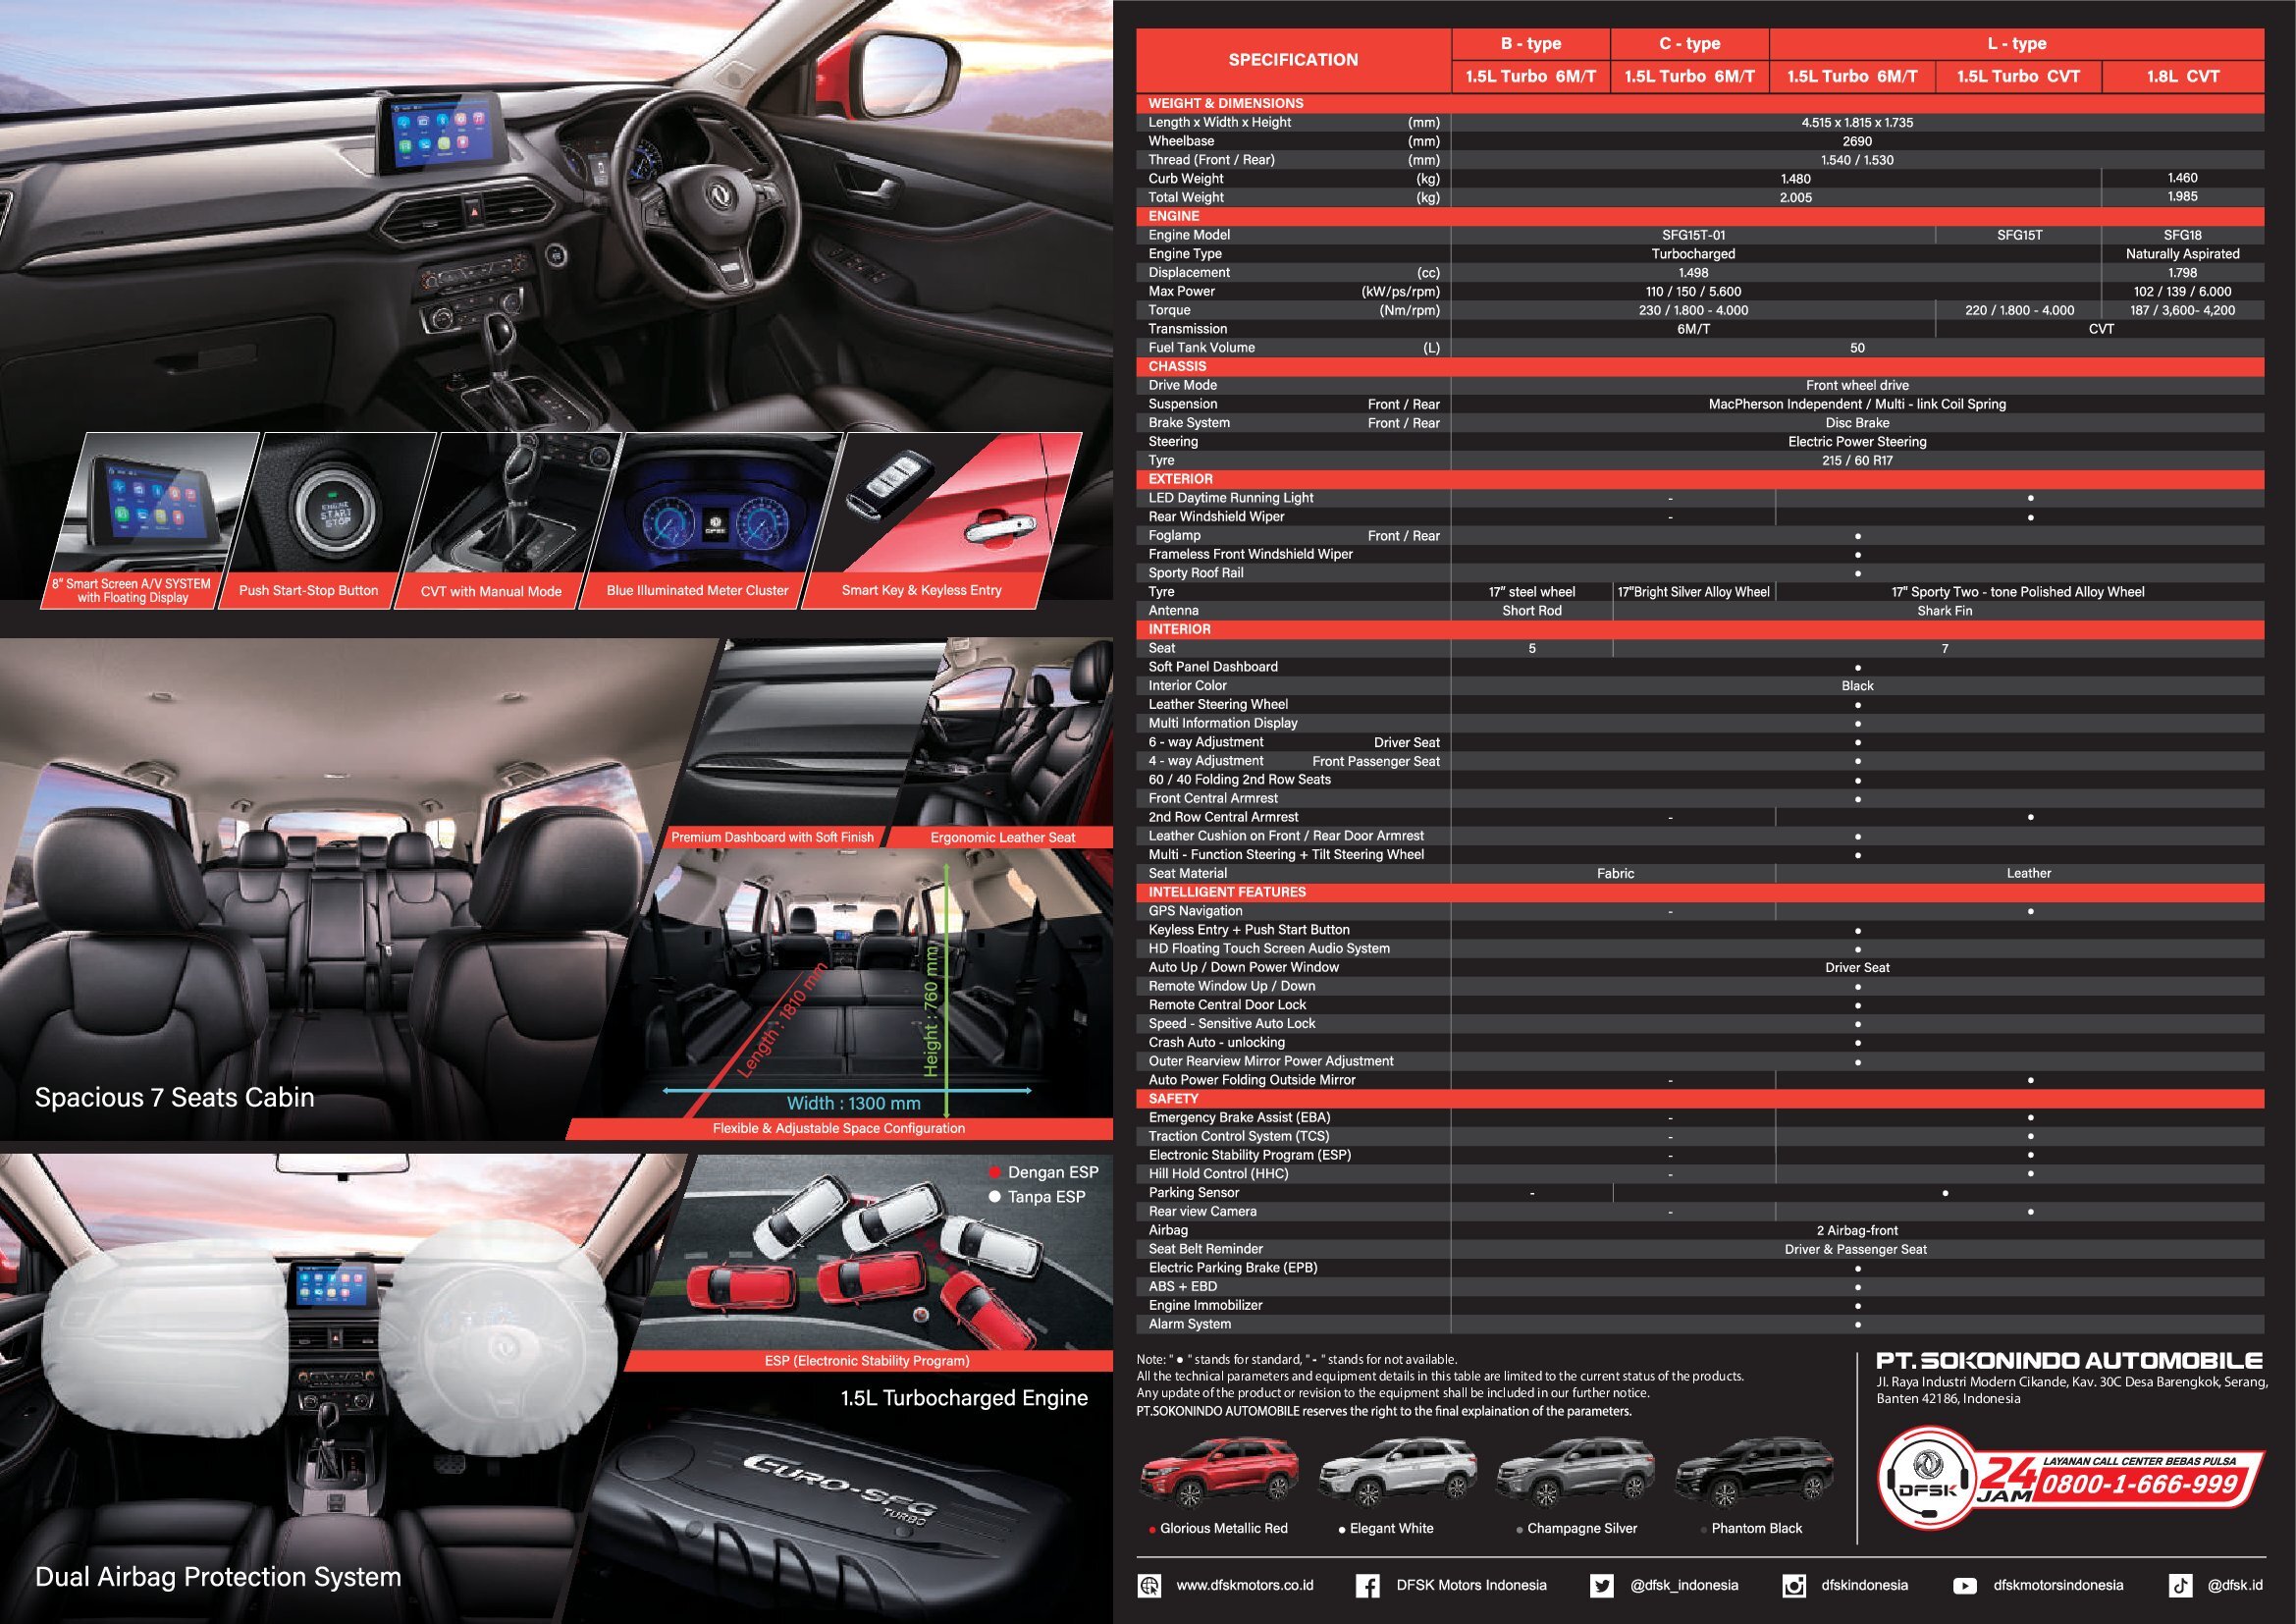 8” Smart Screen A/V SYSTEM
with Floating Display
Push Start-Stop Button
CVT with Manual Mode
Blue Illuminated Meter Cluster
Smart Key & Keyless Entry
ENGINE
START
STOP
DFSK
Premium Dashboard with Soft Finish
Ergonomic Leather Seat
Spacious 7 Seats Cabin
Length : 1810 mm
Height : 760 mm
Width : 1300 mm
Flexible & Adjustable Space Configuration
Dual Airbag Protection System
Dengan ESP
Tanpa ESP
ESP (Electronic Stability Program)
1.5L Turbocharged Engine
EURO-SFG
TURBO
SPECIFICATION B - type C - type L - type
1.5L Turbo 6M/T 1.5L Turbo 6M/T 1.5L Turbo 6M/T 1.5L Turbo CVT 1.8L CVT
WEIGHT & DIMENSIONS
Length x Width x Height (mm) 4.515 x 1.815 x 1.735
Wheelbase (mm) 2690
Thread (Front / Rear) (mm) 1.540 / 1.530
Curb Weight (kg) 1.480 1.460
Total Weight (kg) 2.005 1.985
ENGINE
Engine Model SFG15T-01 SFG15T SFG18
Engine Type Turbocharged Naturally Aspirated
Displacement (cc) 1.498 1.798
Max Power (kW/ps/rpm) 110 / 150 / 5.600 102 / 139 / 6.000
Torque (Nm/rpm) 230 / 1.800 - 4.000 220 / 1.800 - 4.000 187 / 3,600- 4,200
Transmission 6M/T CVT
Fuel Tank Volume (L) 50
CHASSIS
Drive Mode Front wheel drive
Suspension Front / Rear MacPherson Independent / Multi - link Coil Spring
Brake System Front / Rear Disc Brake
Steering Electric Power Steering
Tyre 215 / 60 R17
EXTERIOR
LED Daytime Running Light - •
Rear Windshield Wiper - •
Foglamp Front / Rear •
Frameless Front Windshield Wiper •
Sporty Roof Rail •
Tyre 17” steel wheel 17”Bright Silver Alloy Wheel 17” Sporty Two - tone Polished Alloy Wheel
Antenna Short Rod Shark Fin
INTERIOR
Seat 5 7
Soft Panel Dashboard •
Interior Color Black
Leather Steering Wheel •
Multi Information Display •
6 - way Adjustment Driver Seat •
4 - way Adjustment Front Passenger Seat •
60 / 40 Folding 2nd Row Seats •
Front Central Armrest •
2nd Row Central Armrest - •
Leather Cushion on Front / Rear Door Armrest •
Multi - Function Steering + Tilt Steering Wheel •
Seat Material Fabric Leather
INTELLIGENT FEATURES
GPS Navigation - •
Keyless Entry + Push Start Button •
HD Floating Touch Screen Audio System •
Auto Up / Down Power Window Driver Seat
Remote Window Up / Down •
Remote Central Door Lock •
Speed - Sensitive Auto Lock •
Crash Auto - unlocking •
Outer Rearview Mirror Power Adjustment •
Auto Power Folding Outside Mirror - •
SAFETY
Emergency Brake Assist (EBA) - •
Traction Control System (TCS) - •
Electronic Stability Program (ESP) - •
Hill Hold Control (HHC) - •
Parking Sensor - •
Rear view Camera - •
Airbag 2 Airbag-front
Seat Belt Reminder Driver & Passenger Seat
Electric Parking Brake (EPB) •
ABS + EBD •
Engine Immobilizer •
Alarm System •
Note: " ● " stands for standard, " - " stands for not available.
All the technical parameters and equipment details in this table are limited to the current status of the products.
Any update of the product or revision to the equipment shall be included in our further notice.
PT.SOKONINDO AUTOMOBILE reserves the right to the final explaination of the parameters.
Glorious Metallic Red
Elegant White
Champagne Silver
Phantom Black
PT. SOKONINDO AUTOMOBILE
Jl. Raya Industri Modern Cikande, Kav. 30C Desa Barengkok, Serang,
Banten 42186, Indonesia
DFSK
24
JAM
LAYANAN CALL CENTER BEBAS PULSA
0800-1-666-999
www.dfskmotors.co.id
DFSK Motors Indonesia
@dfsk_indonesia
dfskindonesia
dfskmotorsindonesia
@dfsk.id